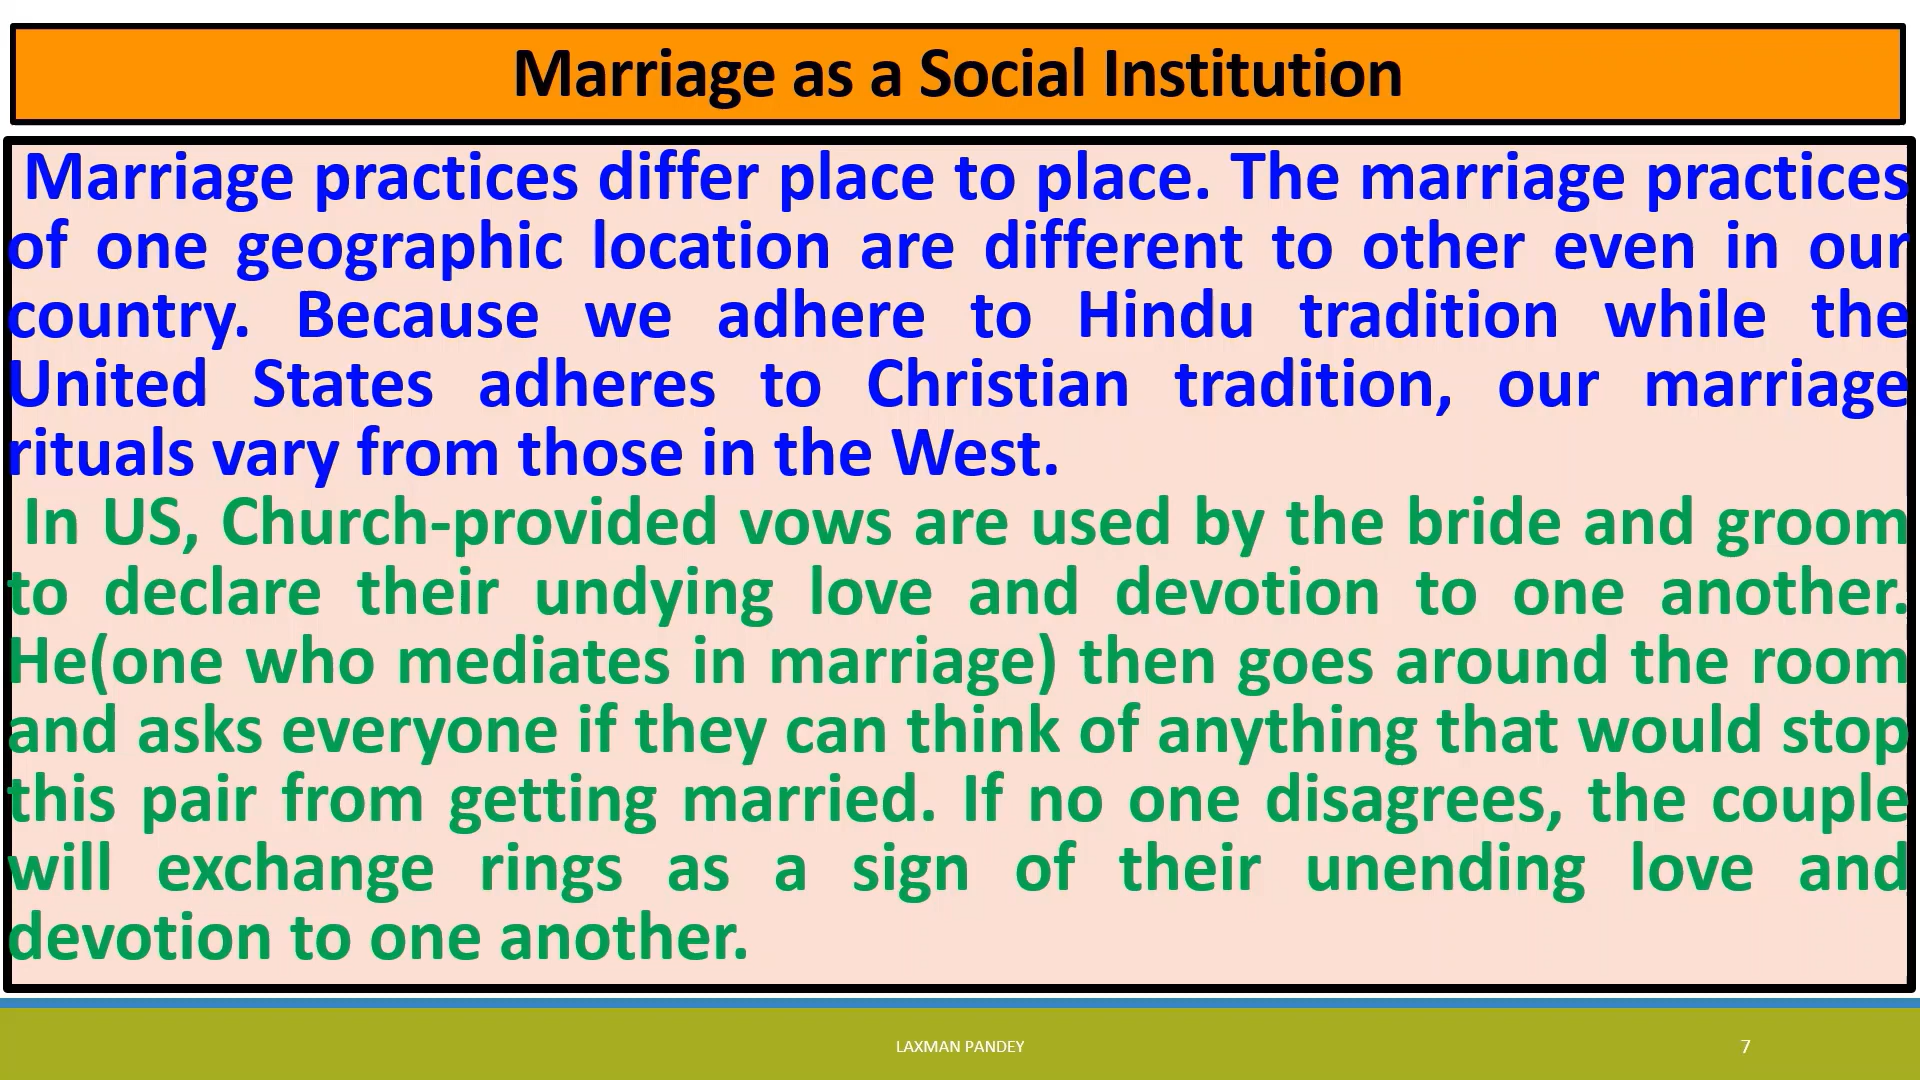 Marriage as a Social Institution
Marriage practices differ place to place. The marriage practices
of one geographic location are different to other even in our
country. Because we adhere to Hindu tradition while the
United States adheres to Christian tradition, our marriage
rituals vary from those in the West.
In US, Church-provided vows are used by the bride and groom
to declare their undying love and devotion to one another.
He(one who mediates in marriage) then goes around the room
and asks everyone if they can think of anything that would stop
this pair from getting married. If no one disagrees, the couple
will exchange rings as a sign of their unending love and
devotion to one another.
LAXMAN PANDEY
7